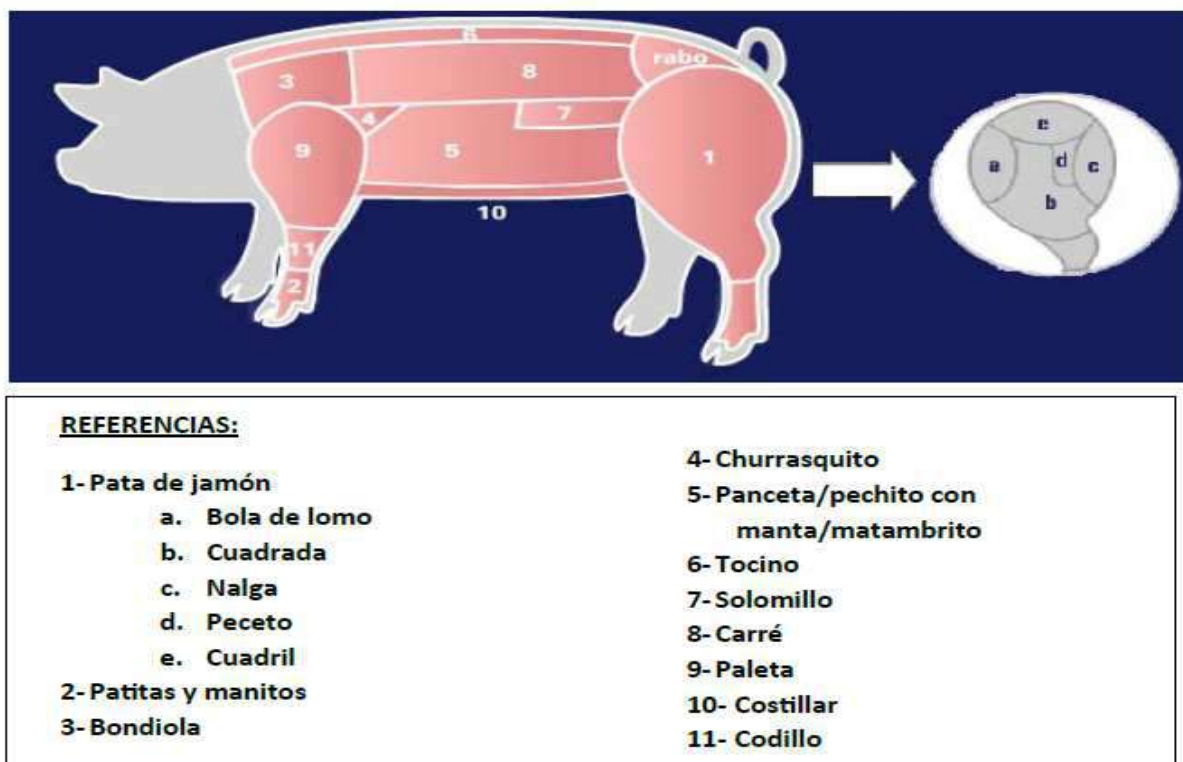 6
rabo
3
8
4
7
9
5
1
10
11
2
e
a
d
c
b
REFERENCIAS:
1- Pata de jamón
a. Bola de lomo
b. Cuadrada
c. Nalga
d. Peceto
e. Cuadril
2- Patitas y manitos
3- Bondiola
4- Churrasquito
5- Panceta/pechito con
manta/matambrito
6- Tocino
7- Solomillo
8- Carré
9- Paleta
10- Costillar
11- Codillo